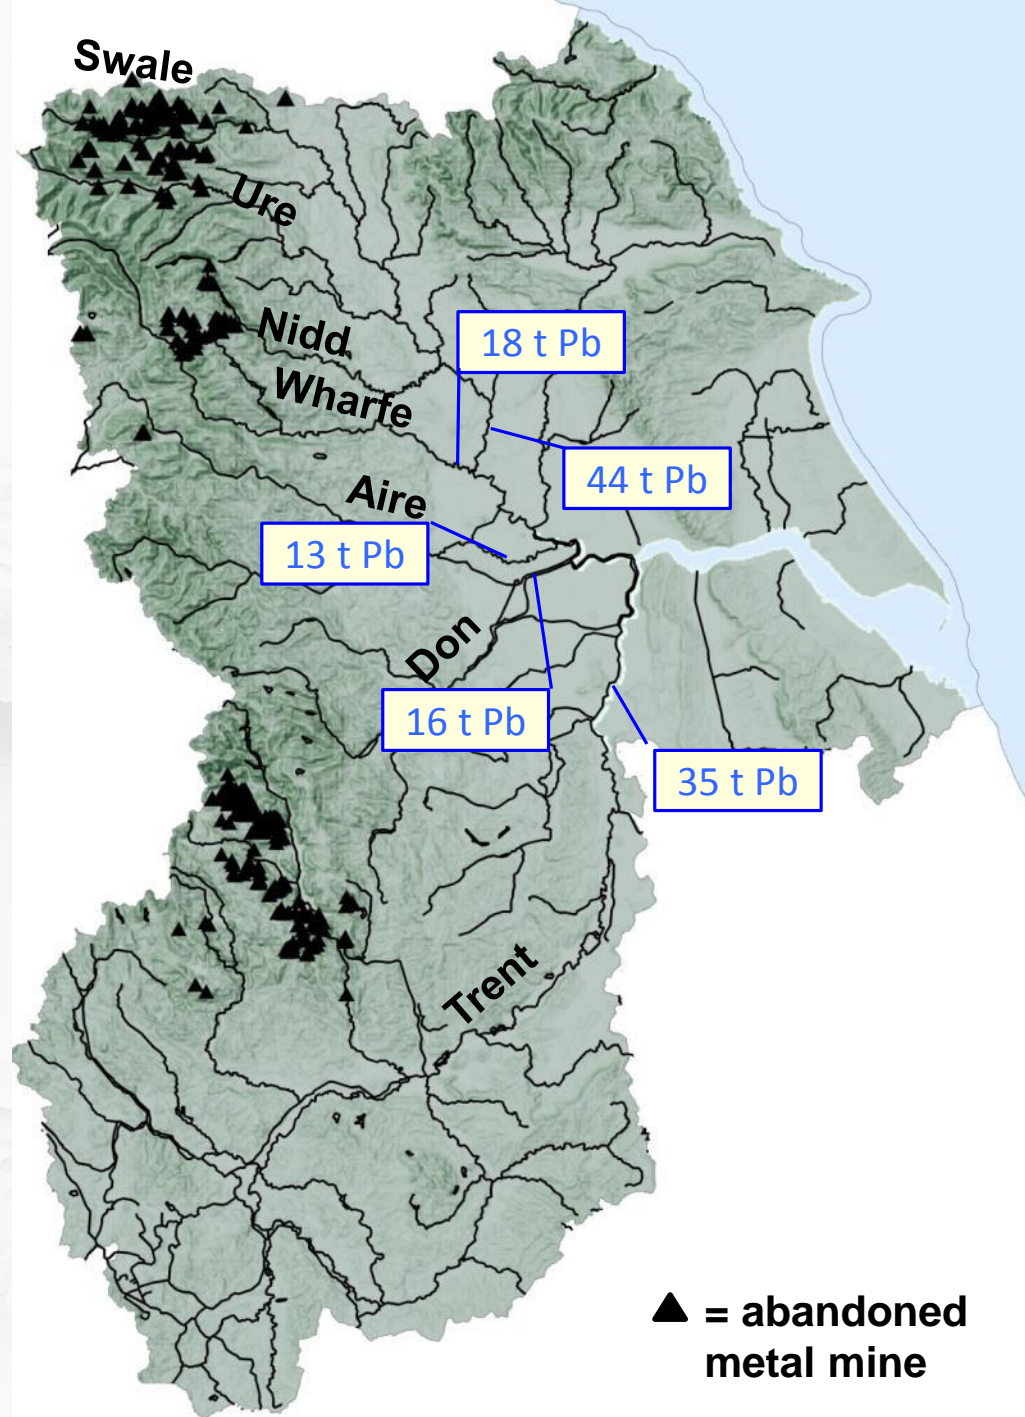 Swale
Ure
Nidd
18 t Pb
Wharfe
44 t Pb
Aire
13 t Pb
Don
16 t Pb
35 t Pb
Trent
= abandoned
metal mine